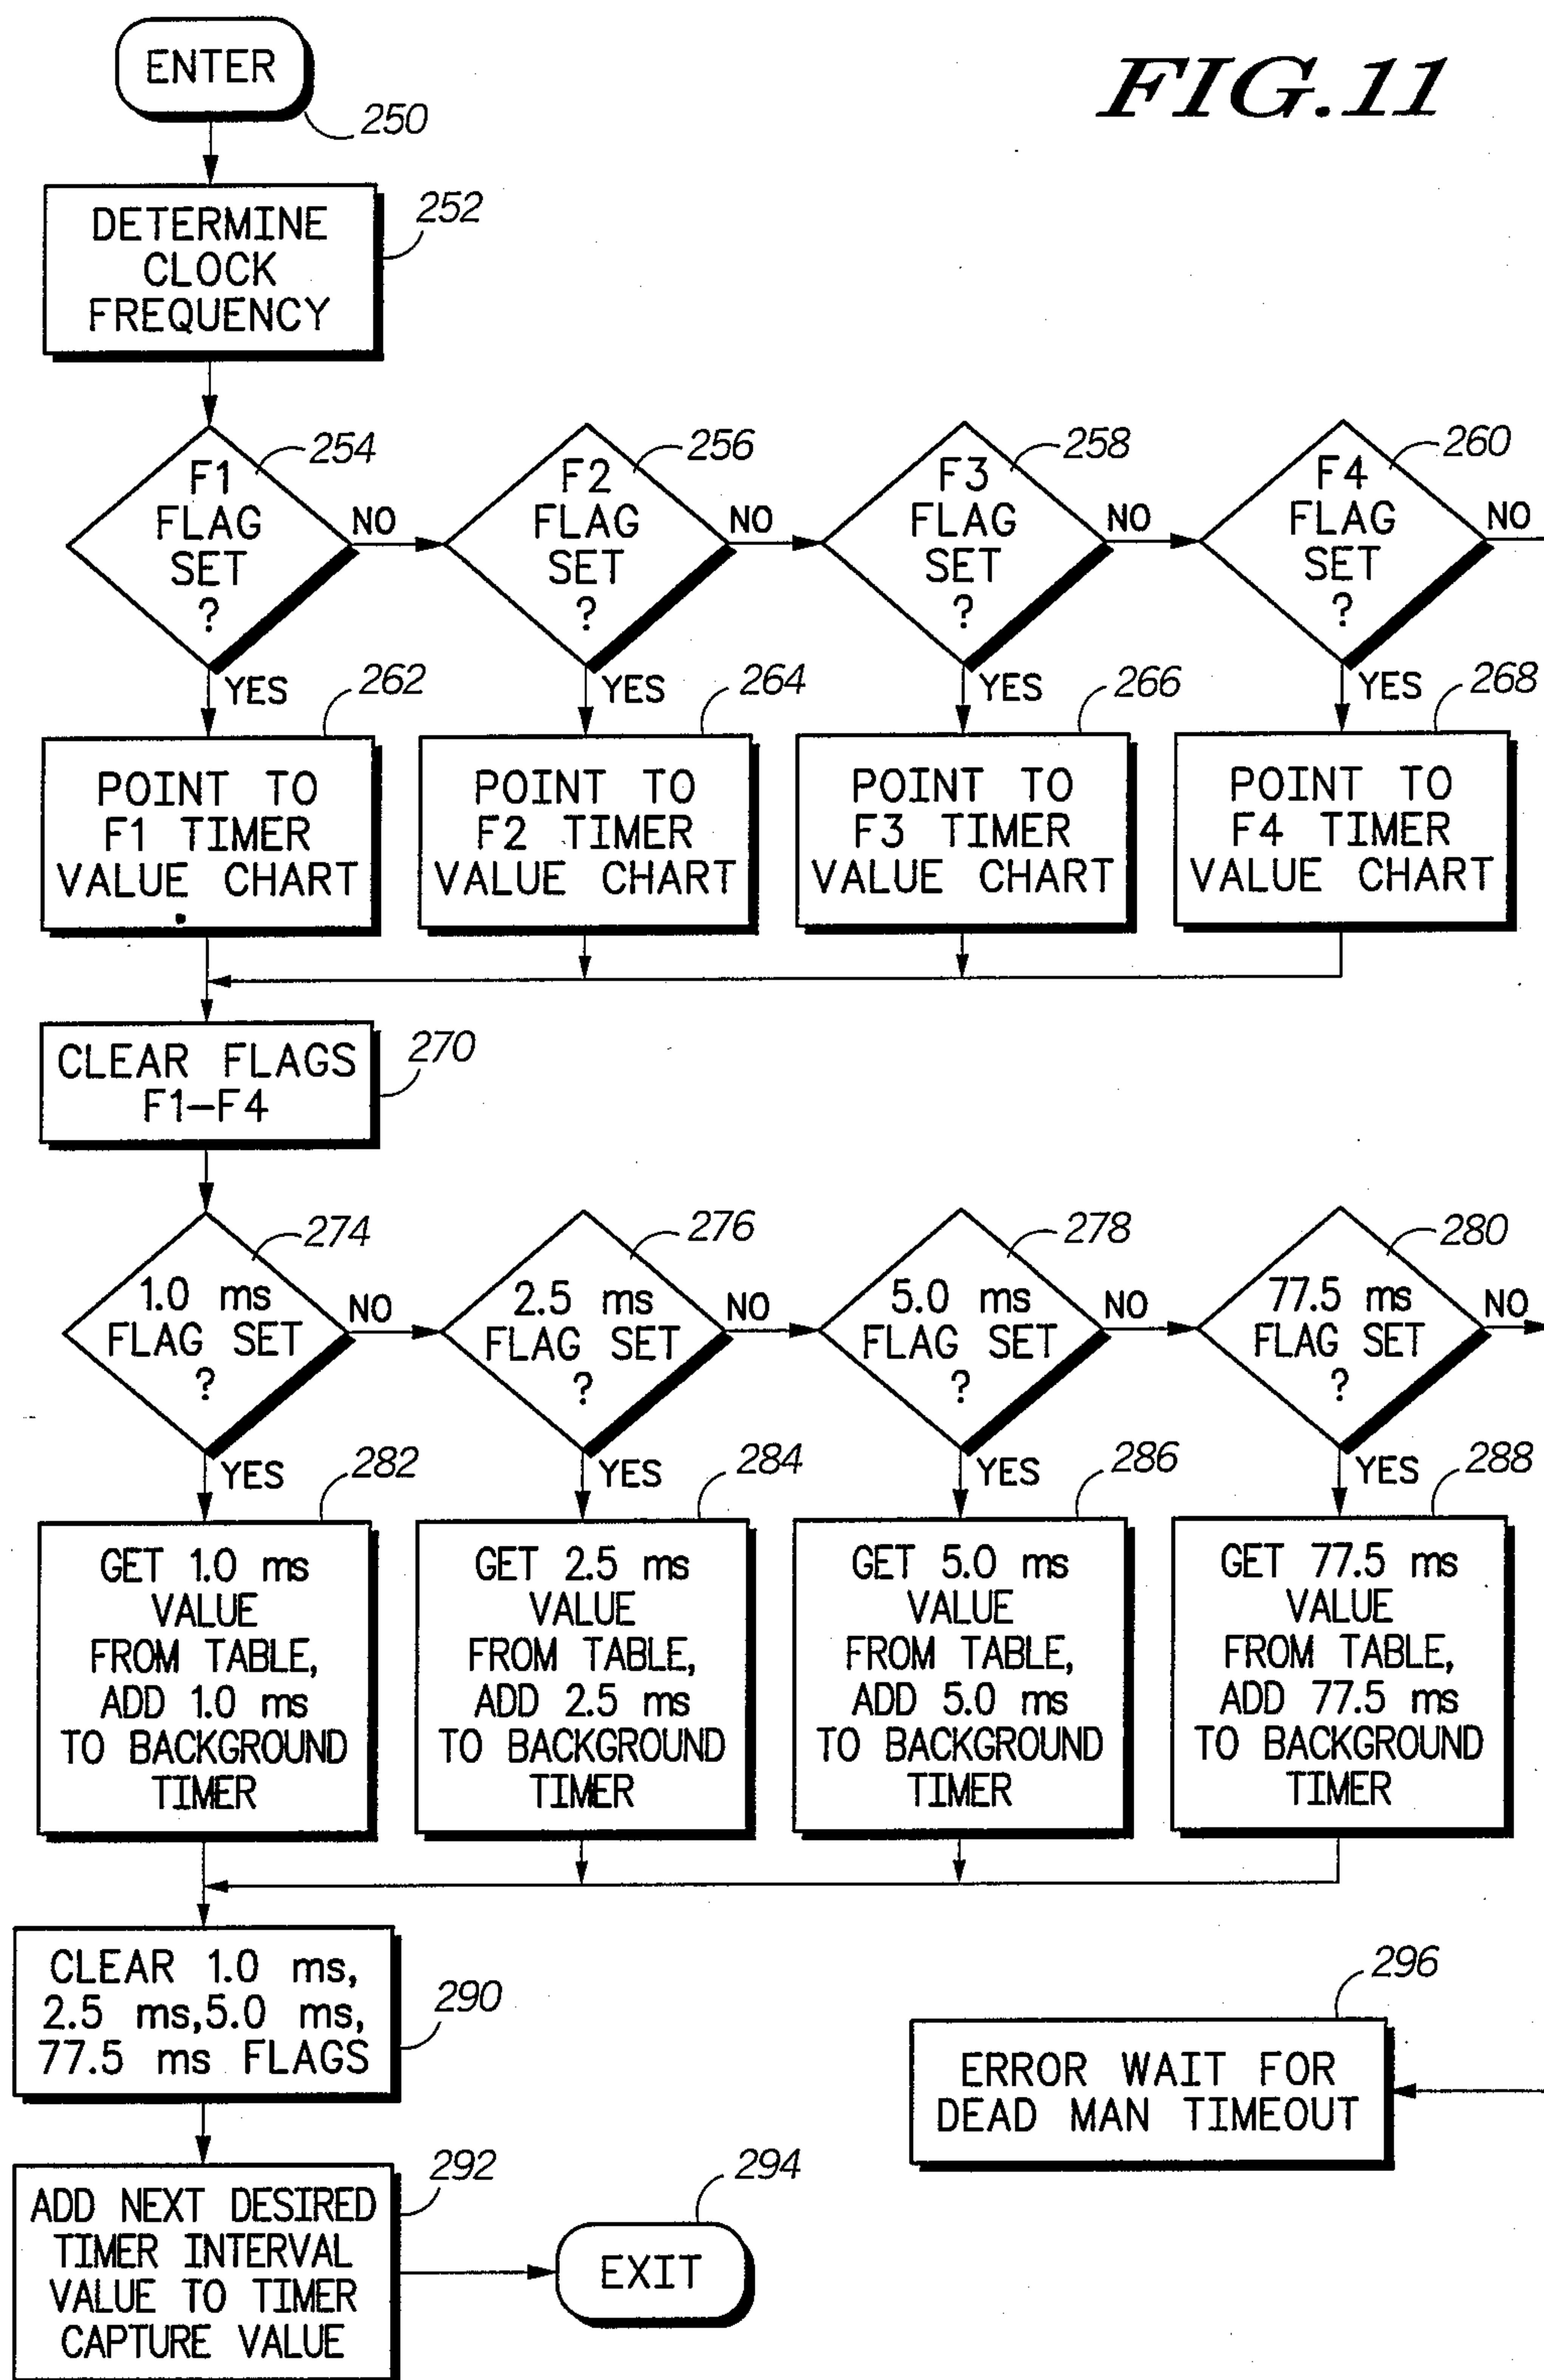 FIG.11
ENTER
250
DETERMINE
CLOCK
FREQUENCY
252
F1
FLAG
SET
?
254
NO
YES
F2
FLAG
SET
?
256
NO
YES
F3
FLAG
SET
?
258
NO
YES
F4
FLAG
SET
?
260
NO
YES
POINT TO
F1 TIMER
VALUE CHART
262
POINT TO
F2 TIMER
VALUE CHART
264
POINT TO
F3 TIMER
VALUE CHART
266
POINT TO
F4 TIMER
VALUE CHART
268
CLEAR FLAGS
F1-F4
270
1.0 ms
FLAG SET
?
274
NO
YES
2.5 ms
FLAG SET
?
276
NO
YES
5.0 ms
FLAG SET
?
278
NO
YES
77.5 ms
FLAG SET
?
280
NO
YES
GET 1.0 ms
VALUE
FROM TABLE,
ADD 1.0 ms
TO BACKGROUND
TIMER
282
GET 2.5 ms
VALUE
FROM TABLE,
ADD 2.5 ms
TO BACKGROUND
TIMER
284
GET 5.0 ms
VALUE
FROM TABLE,
ADD 5.0 ms
TO BACKGROUND
TIMER
286
GET 77.5 ms
VALUE
FROM TABLE,
ADD 77.5 ms
TO BACKGROUND
TIMER
288
CLEAR 1.0 ms,
2.5 ms,5.0 ms,
77.5 ms FLAGS
290
ADD NEXT DESIRED
TIMER INTERVAL
VALUE TO TIMER
CAPTURE VALUE
292
EXIT
294
ERROR WAIT FOR
DEAD MAN TIMEOUT
296